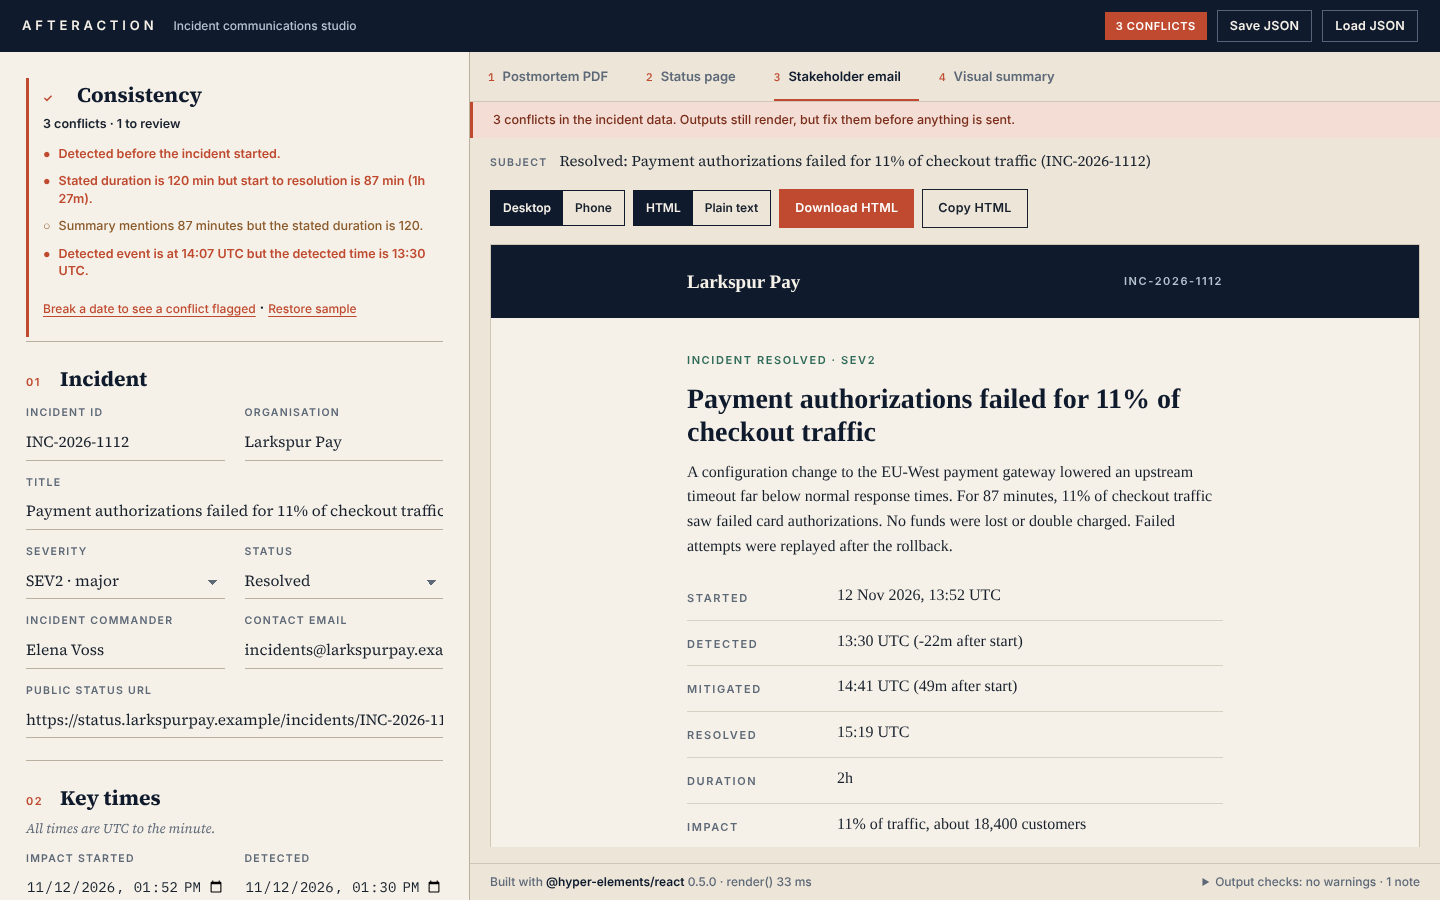 AFTERACTION Incident communications studio 3 CONFLICTS Save JSON Load JSON
Consistency
3 conflicts · 1 to review
Detected before the incident started.
Stated duration is 120 min but start to resolution is 87 min (1h
27m).
Summary mentions 87 minutes but the stated duration is 120.
Detected event is at 14:07 UTC but the detected time is 13:30
UTC.
Break a date to see a conflict flagged · Restore sample
01 Incident
INCIDENT ID ORGANISATION
INC-2026-1112 Larkspur Pay
TITLE
Payment authorizations failed for 11% of checkout traffic
SEVERITY STATUS
SEV2 · major Resolved
INCIDENT COMMANDER CONTACT EMAIL
Elena Voss incidents@larkspurpay.exa
PUBLIC STATUS URL
https://status.larkspurpay.example/incidents/INC-2026-11
02 Key times
All times are UTC to the minute.
IMPACT STARTED DETECTED
11/12/2026, 01:52 PM 11/12/2026, 01:30 PM
1 Postmortem PDF 2 Status page 3 Stakeholder email 4 Visual summary
3 conflicts in the incident data. Outputs still render, but fix them before anything is sent.
SUBJECT Resolved: Payment authorizations failed for 11% of checkout traffic (INC-2026-1112)
Desktop Phone HTML Plain text Download HTML Copy HTML
Larkspur Pay INC-2026-1112
INCIDENT RESOLVED · SEV2
Payment authorizations failed for 11% of
checkout traffic
A configuration change to the EU-West payment gateway lowered an upstream
timeout far below normal response times. For 87 minutes, 11% of checkout traffic
saw failed card authorizations. No funds were lost or double charged. Failed
attempts were replayed after the rollback.
STARTED 12 Nov 2026, 13:52 UTC
DETECTED 13:30 UTC (-22m after start)
MITIGATED 14:41 UTC (49m after start)
RESOLVED 15:19 UTC
DURATION 2h
IMPACT 11% of traffic, about 18,400 customers
Built with @hyper-elements/react 0.5.0 · render() 33 ms Output checks: no warnings · 1 note